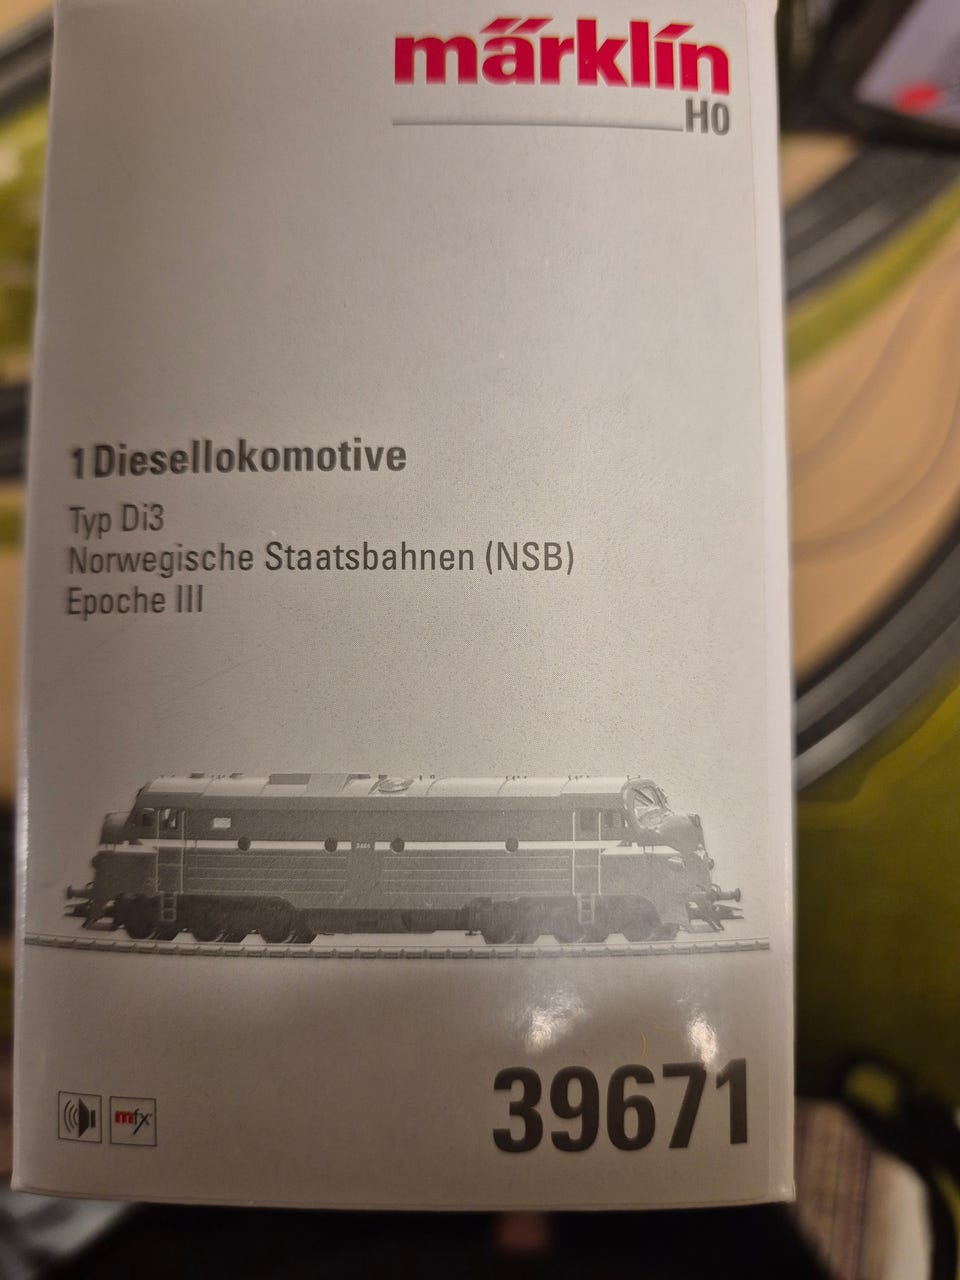 märklin
H0
1 Diesellokomotive
Typ Di3
Norwegische Staatsbahnen (NSB)
Epoche III
mfx
39671